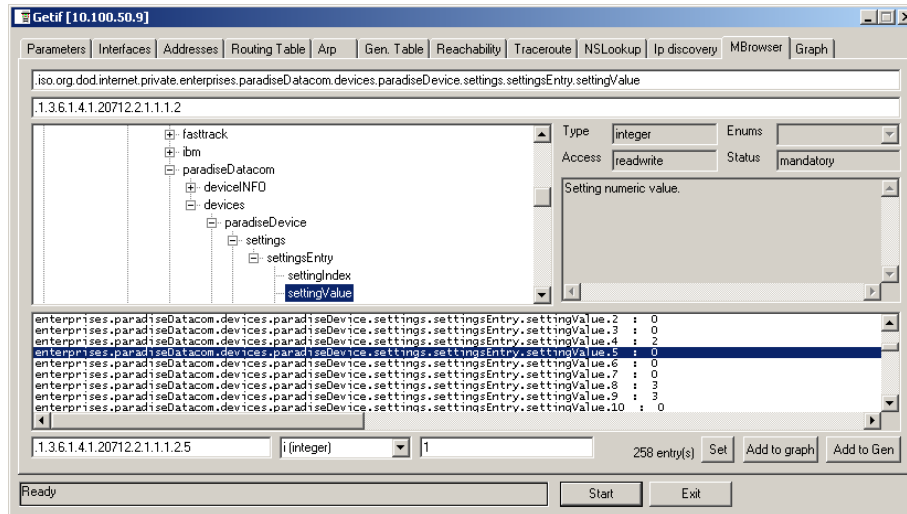 Getif [10.100.50.9]
Parameters Interfaces Addresses Routing Table Arp Gen. Table Reachability Traceroute NSLookup Ip discovery MBrowser Graph
.iso.org.dod.internet.private.enterprises.paradiseDatacom.devices.paradiseDevice.settings.settingsEntry.settingValue
.1.3.6.1.4.1.20712.2.1.1.1.2
fasttrack
ibm
paradiseDatacom
deviceINFO
devices
paradiseDevice
settings
settingsEntry
settingIndex
settingValue
Type integer Enums
Access readwrite Status mandatory
Setting numeric value.
enterprises.paradiseDatacom.devices.paradiseDevice.settings.settingsEntry.settingValue.2 : 0
enterprises.paradiseDatacom.devices.paradiseDevice.settings.settingsEntry.settingValue.3 : 0
enterprises.paradiseDatacom.devices.paradiseDevice.settings.settingsEntry.settingValue.4 : 2
enterprises.paradiseDatacom.devices.paradiseDevice.settings.settingsEntry.settingValue.5 : 0
enterprises.paradiseDatacom.devices.paradiseDevice.settings.settingsEntry.settingValue.6 : 0
enterprises.paradiseDatacom.devices.paradiseDevice.settings.settingsEntry.settingValue.7 : 0
enterprises.paradiseDatacom.devices.paradiseDevice.settings.settingsEntry.settingValue.8 : 3
enterprises.paradiseDatacom.devices.paradiseDevice.settings.settingsEntry.settingValue.9 : 3
enterprises.paradiseDatacom.devices.paradiseDevice.settings.settingsEntry.settingValue.10 : 0
.1.3.6.1.4.1.20712.2.1.1.1.2.5 i (integer) 1 258 entry(s) Set Add to graph Add to Gen
Ready Start Exit